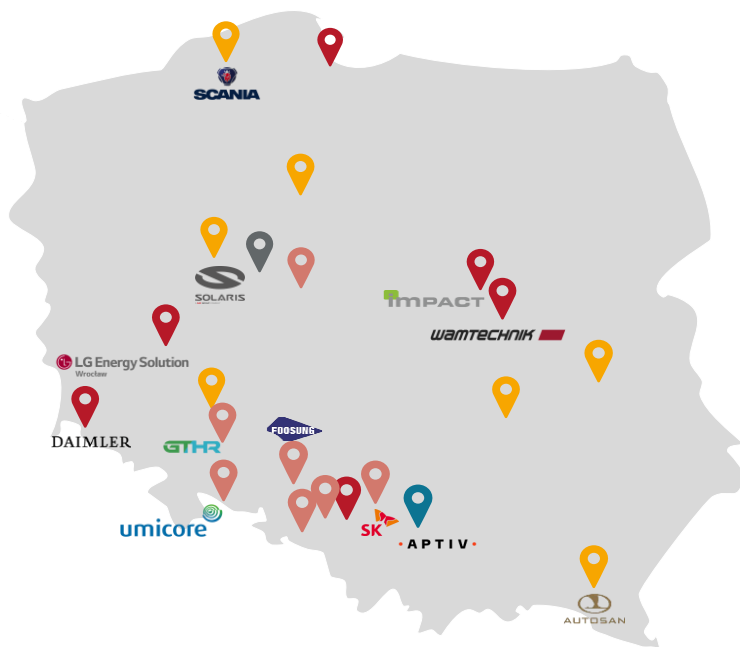 SCANIA
SOLARIS
impact
wamtechnik
LG Energy Solution
Wrocław
DAIMLER
FOOSUNG
GTHR
umicore
SK
APTIV
AUTOSAN